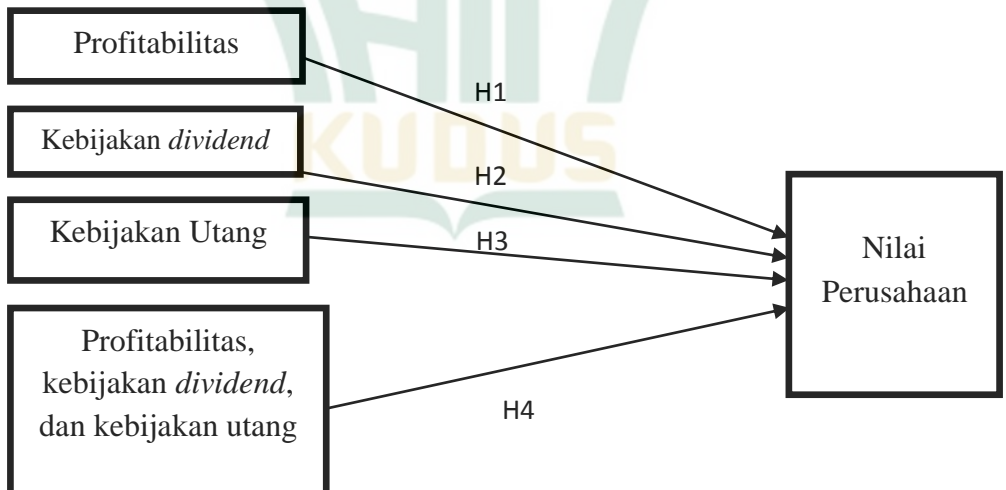 Profitabilitas
H1
Kebijakan dividend
KUDUS
H2
Kebijakan Utang
H3
Nilai
Perusahaan
Profitabilitas,
kebijakan dividend,
dan kebijakan utang
H4